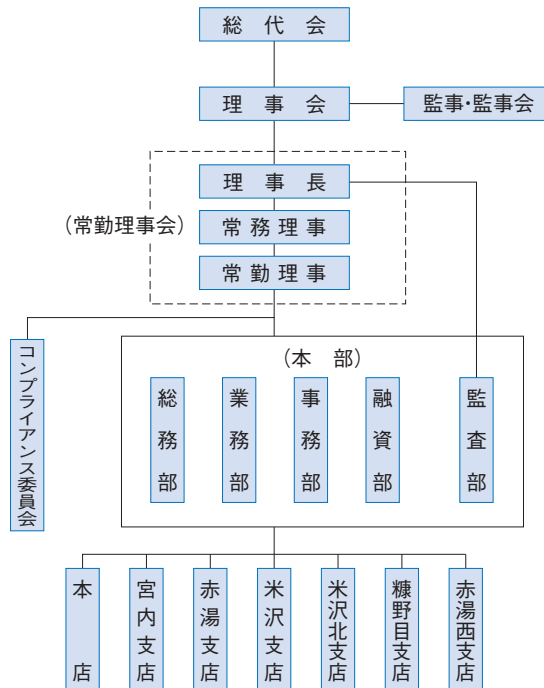 総代会
理事会
監事・監事会
理事長
(常勤理事会)
常務理事
常勤理事
コンプライアンス委員会
(本 部)
総務部
業務部
事務部
融資部
監査部
本店
宮内支店
赤湯支店
米沢支店
米沢北支店
糠野目支店
赤湯西支店